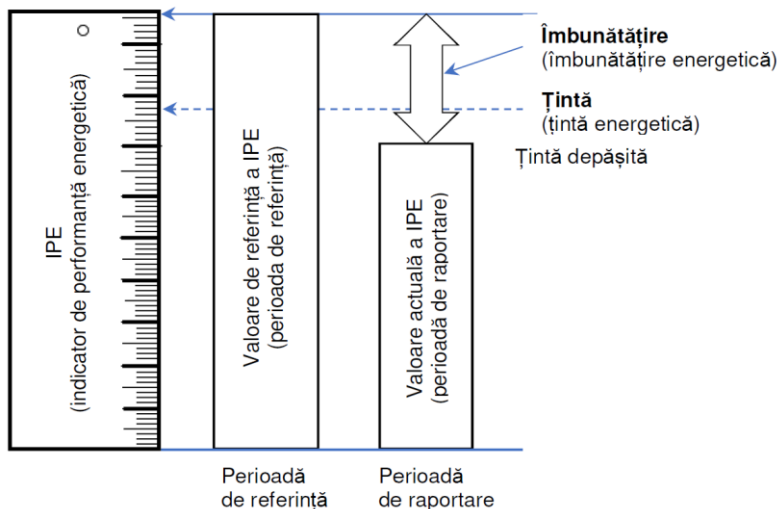 IPE
(indicator de performanță energetică)
Valoare de referință a IPE
(perioada de referință)
Valoare actuală a IPE
(perioadă de raportare)
Îmbunătățire
(îmbunătățire energetică)
Țintă
(țintă energetică)
Țintă depășită
Perioadă
de referință
Perioadă
de raportare